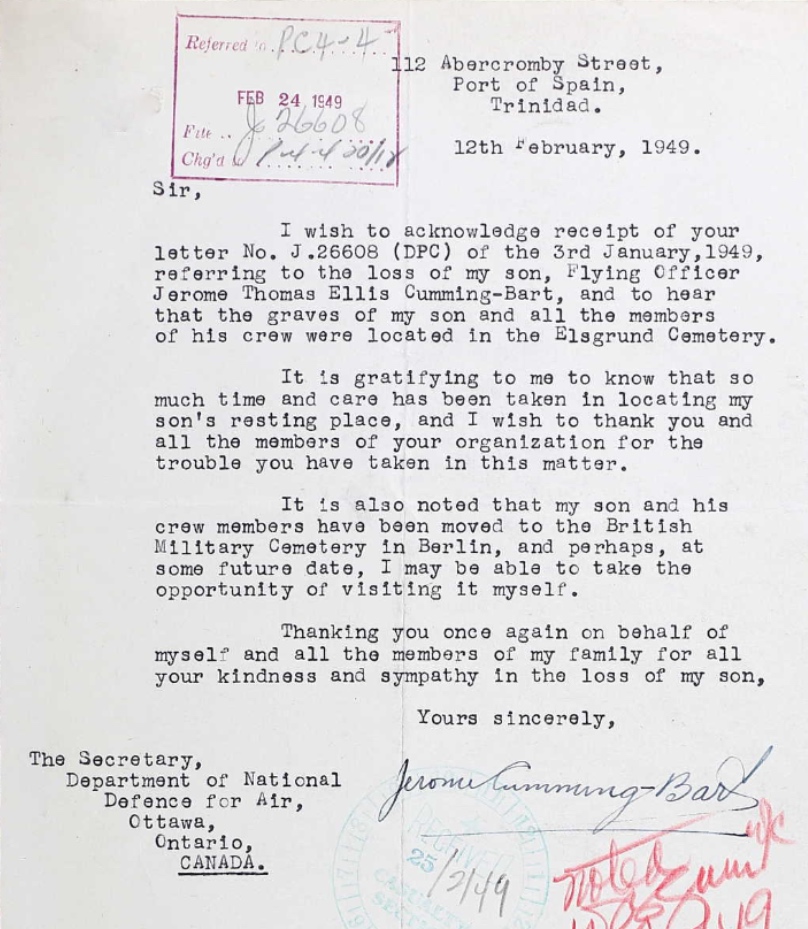 Referred to PC4-4
FEB 24 1949
File .. J 26608
Chg'd to
112 Abercromby Street,
Port of Spain,
Trinidad.
12th February, 1949.
Sir,
I wish to acknowledge receipt of your
letter No. J.26608 (DPC) of the 3rd January,1949,
referring to the loss of my son, Flying Officer
Jerome Thomas Ellis Cumming-Bart, and to hear
that the graves of my son and all the members
of his crew were located in the Elsgrund Cemetery.
It is gratifying to me to know that so
much time and care has been taken in locating my
son's resting place, and I wish to thank you and
all the members of your organization for the
trouble you have taken in this matter.
It is also noted that my son and his
crew members have been moved to the British
Military Cemetery in Berlin, and perhaps, at
some future date, I may be able to take the
opportunity of visiting it myself.
Thanking you once again on behalf of
myself and all the members of my family for all
your kindness and sympathy in the loss of my son,
Yours sincerely,
Jerome Cumming-Bart
The Secretary,
Department of National
Defence for Air,
Ottawa,
Ontario,
CANADA.
RECEIVED
25/2/49
CASUALTY
SECTION
noted